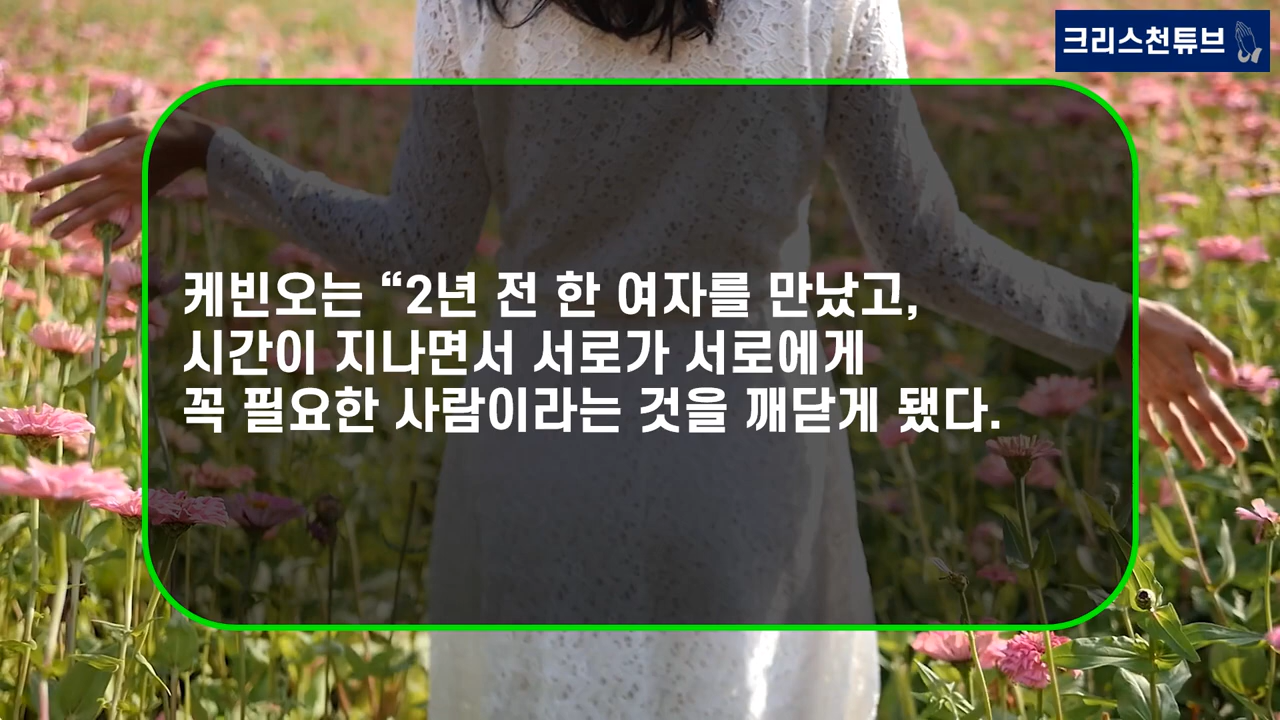 크리스천튜브
케빈오는 “2년 전 한 여자를 만났고,
시간이 지나면서 서로가 서로에게
꼭 필요한 사람이라는 것을 깨닫게 됐다.